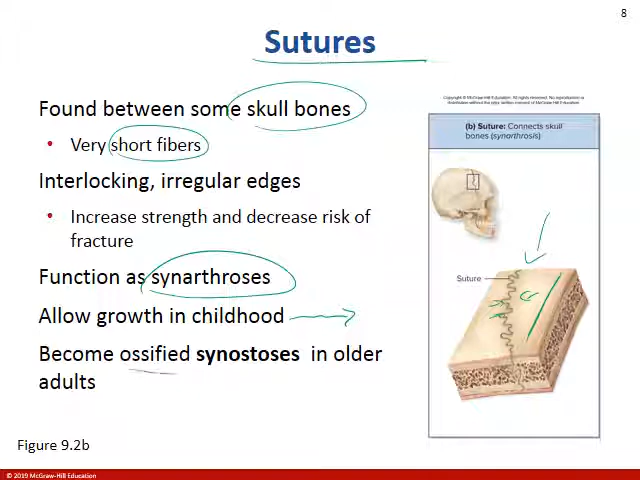 8
Sutures
Found between some skull bones
• Very short fibers
Interlocking, irregular edges
• Increase strength and decrease risk of
fracture
Function as synarthroses
Allow growth in childhood
Become ossified synostoses in older
adults
Figure 9.2b
Copyright © McGraw-Hill Education. All rights reserved. No reproduction or
distribution without the prior written consent of McGraw-Hill Education.
(b) Suture: Connects skull
bones (synarthrosis)
Suture
© 2019 McGraw-Hill Education